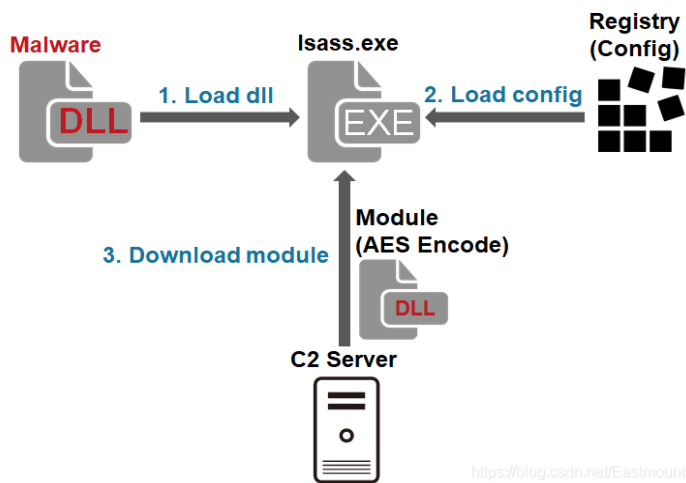 Malware
DLL
1. Load dll
lsass.exe
EXE
2. Load config
Registry
(Config)
3. Download module
Module
(AES Encode)
DLL
C2 Server
https://blog.csdn.net/Eastmount